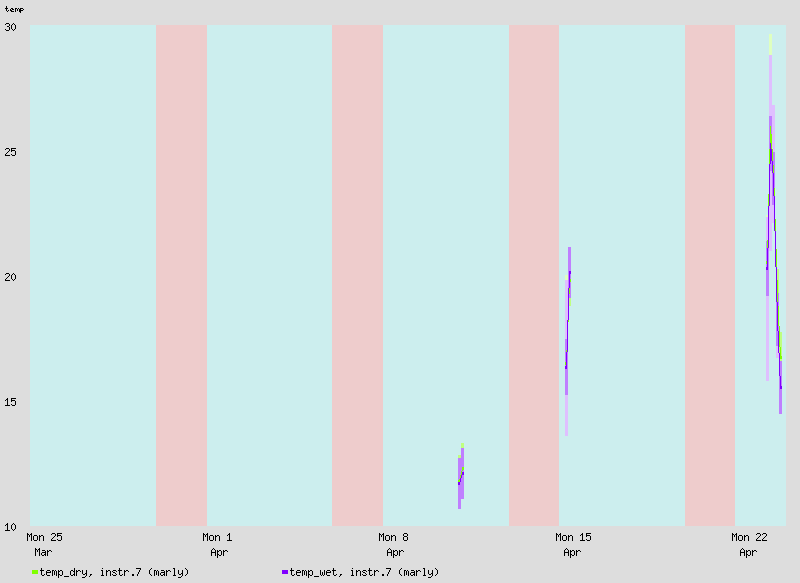 temp
30
25
20
15
10
Mon 25 Mon 1 Mon 8 Mon 15 Mon 22
Mar Apr Apr Apr Apr
temp_dry, instr.7 (marly) temp_wet, instr.7 (marly)